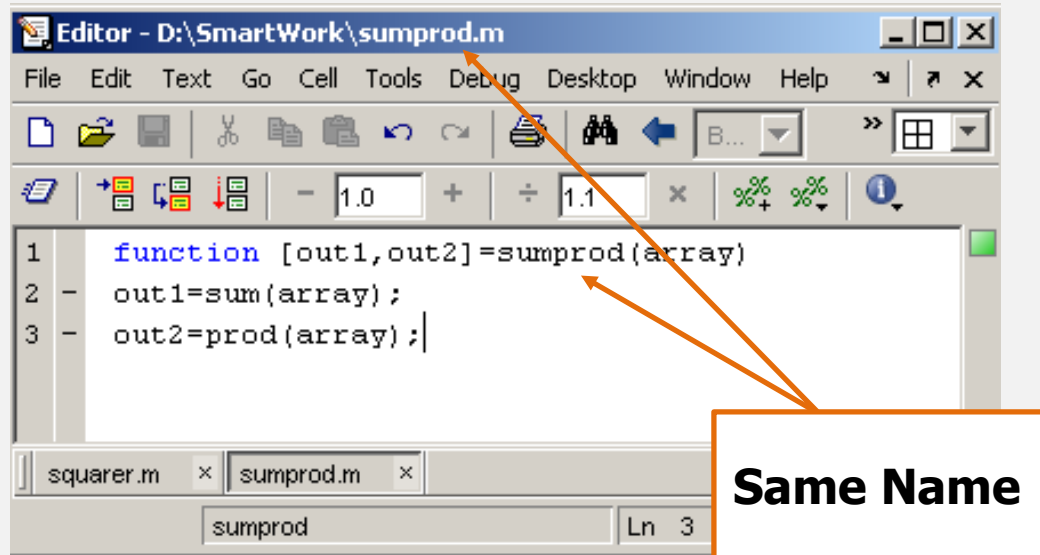 Editor - D:\SmartWork\sumprod.m
File Edit Text Go Cell Tools Debug Desktop Window Help
B...
1.0 1.1
1 function [out1,out2]=sumprod(array)
2 - out1=sum(array);
3 - out2=prod(array);
squarer.m sumprod.m
Same Name
sumprod Ln 3